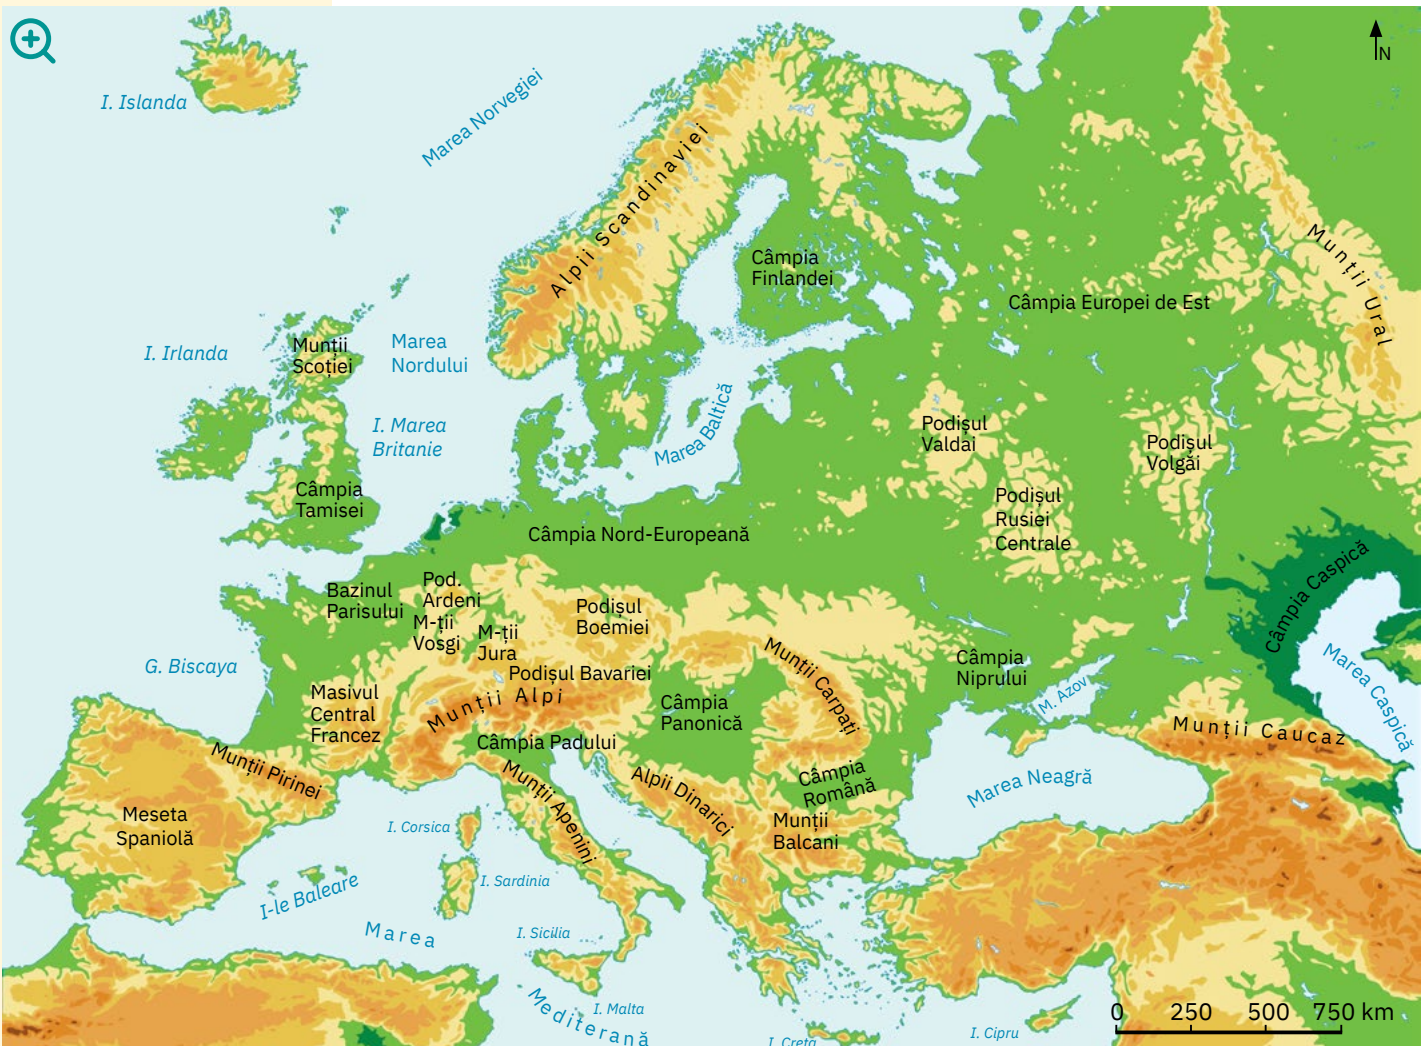 N
I. Islanda
Marea Norvegiei
Alpii Scandinaviei
Câmpia
Finlandei
Munții Ural
Câmpia Europei de Est
I. Irlanda
Munții
Scoției
Marea
Nordului
I. Marea
Britanie
Marea Baltică
Podișul
Valdai
Podișul
Volgăi
Câmpia
Tamisei
Podișul
Rusiei
Centrale
Câmpia Nord-Europeană
Câmpia Caspică
Bazinul
Parisului
Pod.
Ardeni
M-ții
Vosgi
M-ții
Jura
Podișul
Boemiei
Podișul Bavariei
Munții Alpi
Munții Carpați
Câmpia
Niprului
M. Azov
Marea Caspică
G. Biscaya
Masivul
Central
Francez
Câmpia
Panonică
Câmpia Padului
Munții Caucaz
Munții Pirinei
Munții Apenini
Alpii Dinarici
Câmpia
Română
Marea Neagră
Meseta
Spaniolă
I. Corsica
Munții
Balcani
I-le Baleare
I. Sardinia
Marea
Mediterană
I. Sicilia
I. Malta
I. Creta
I. Cipru
0 250 500 750 km